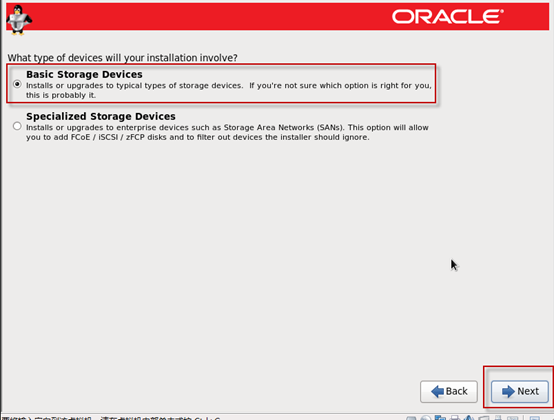 ORACLE
What type of devices will your installation involve?
Basic Storage Devices
Installs or upgrades to typical types of storage devices.  If you're not sure which option is right for you,
this is probably it.
Specialized Storage Devices
Installs or upgrades to enterprise devices such as Storage Area Networks (SANs). This option will allow
you to add FCoE / iSCSI / zFCP disks and to filter out devices the installer should ignore.
Back
Next